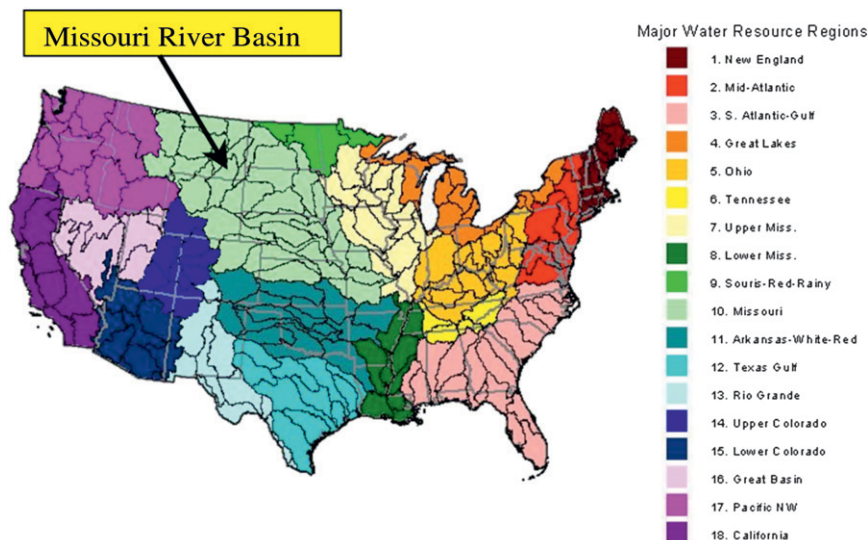 Missouri River Basin
Major Water Resource Regions
1. New England
2. Mid-Atlantic
3. S. Atlantic-Gulf
4. Great Lakes
5. Ohio
6. Tennessee
7. Upper Miss.
8. Lower Miss.
9. Souris-Red-Rainy
10. Missouri
11. Arkansas-White-Red
12. Texas Gulf
13. Rio Grande
14. Upper Colorado
15. Lower Colorado
16. Great Basin
17. Pacific NW
18. California